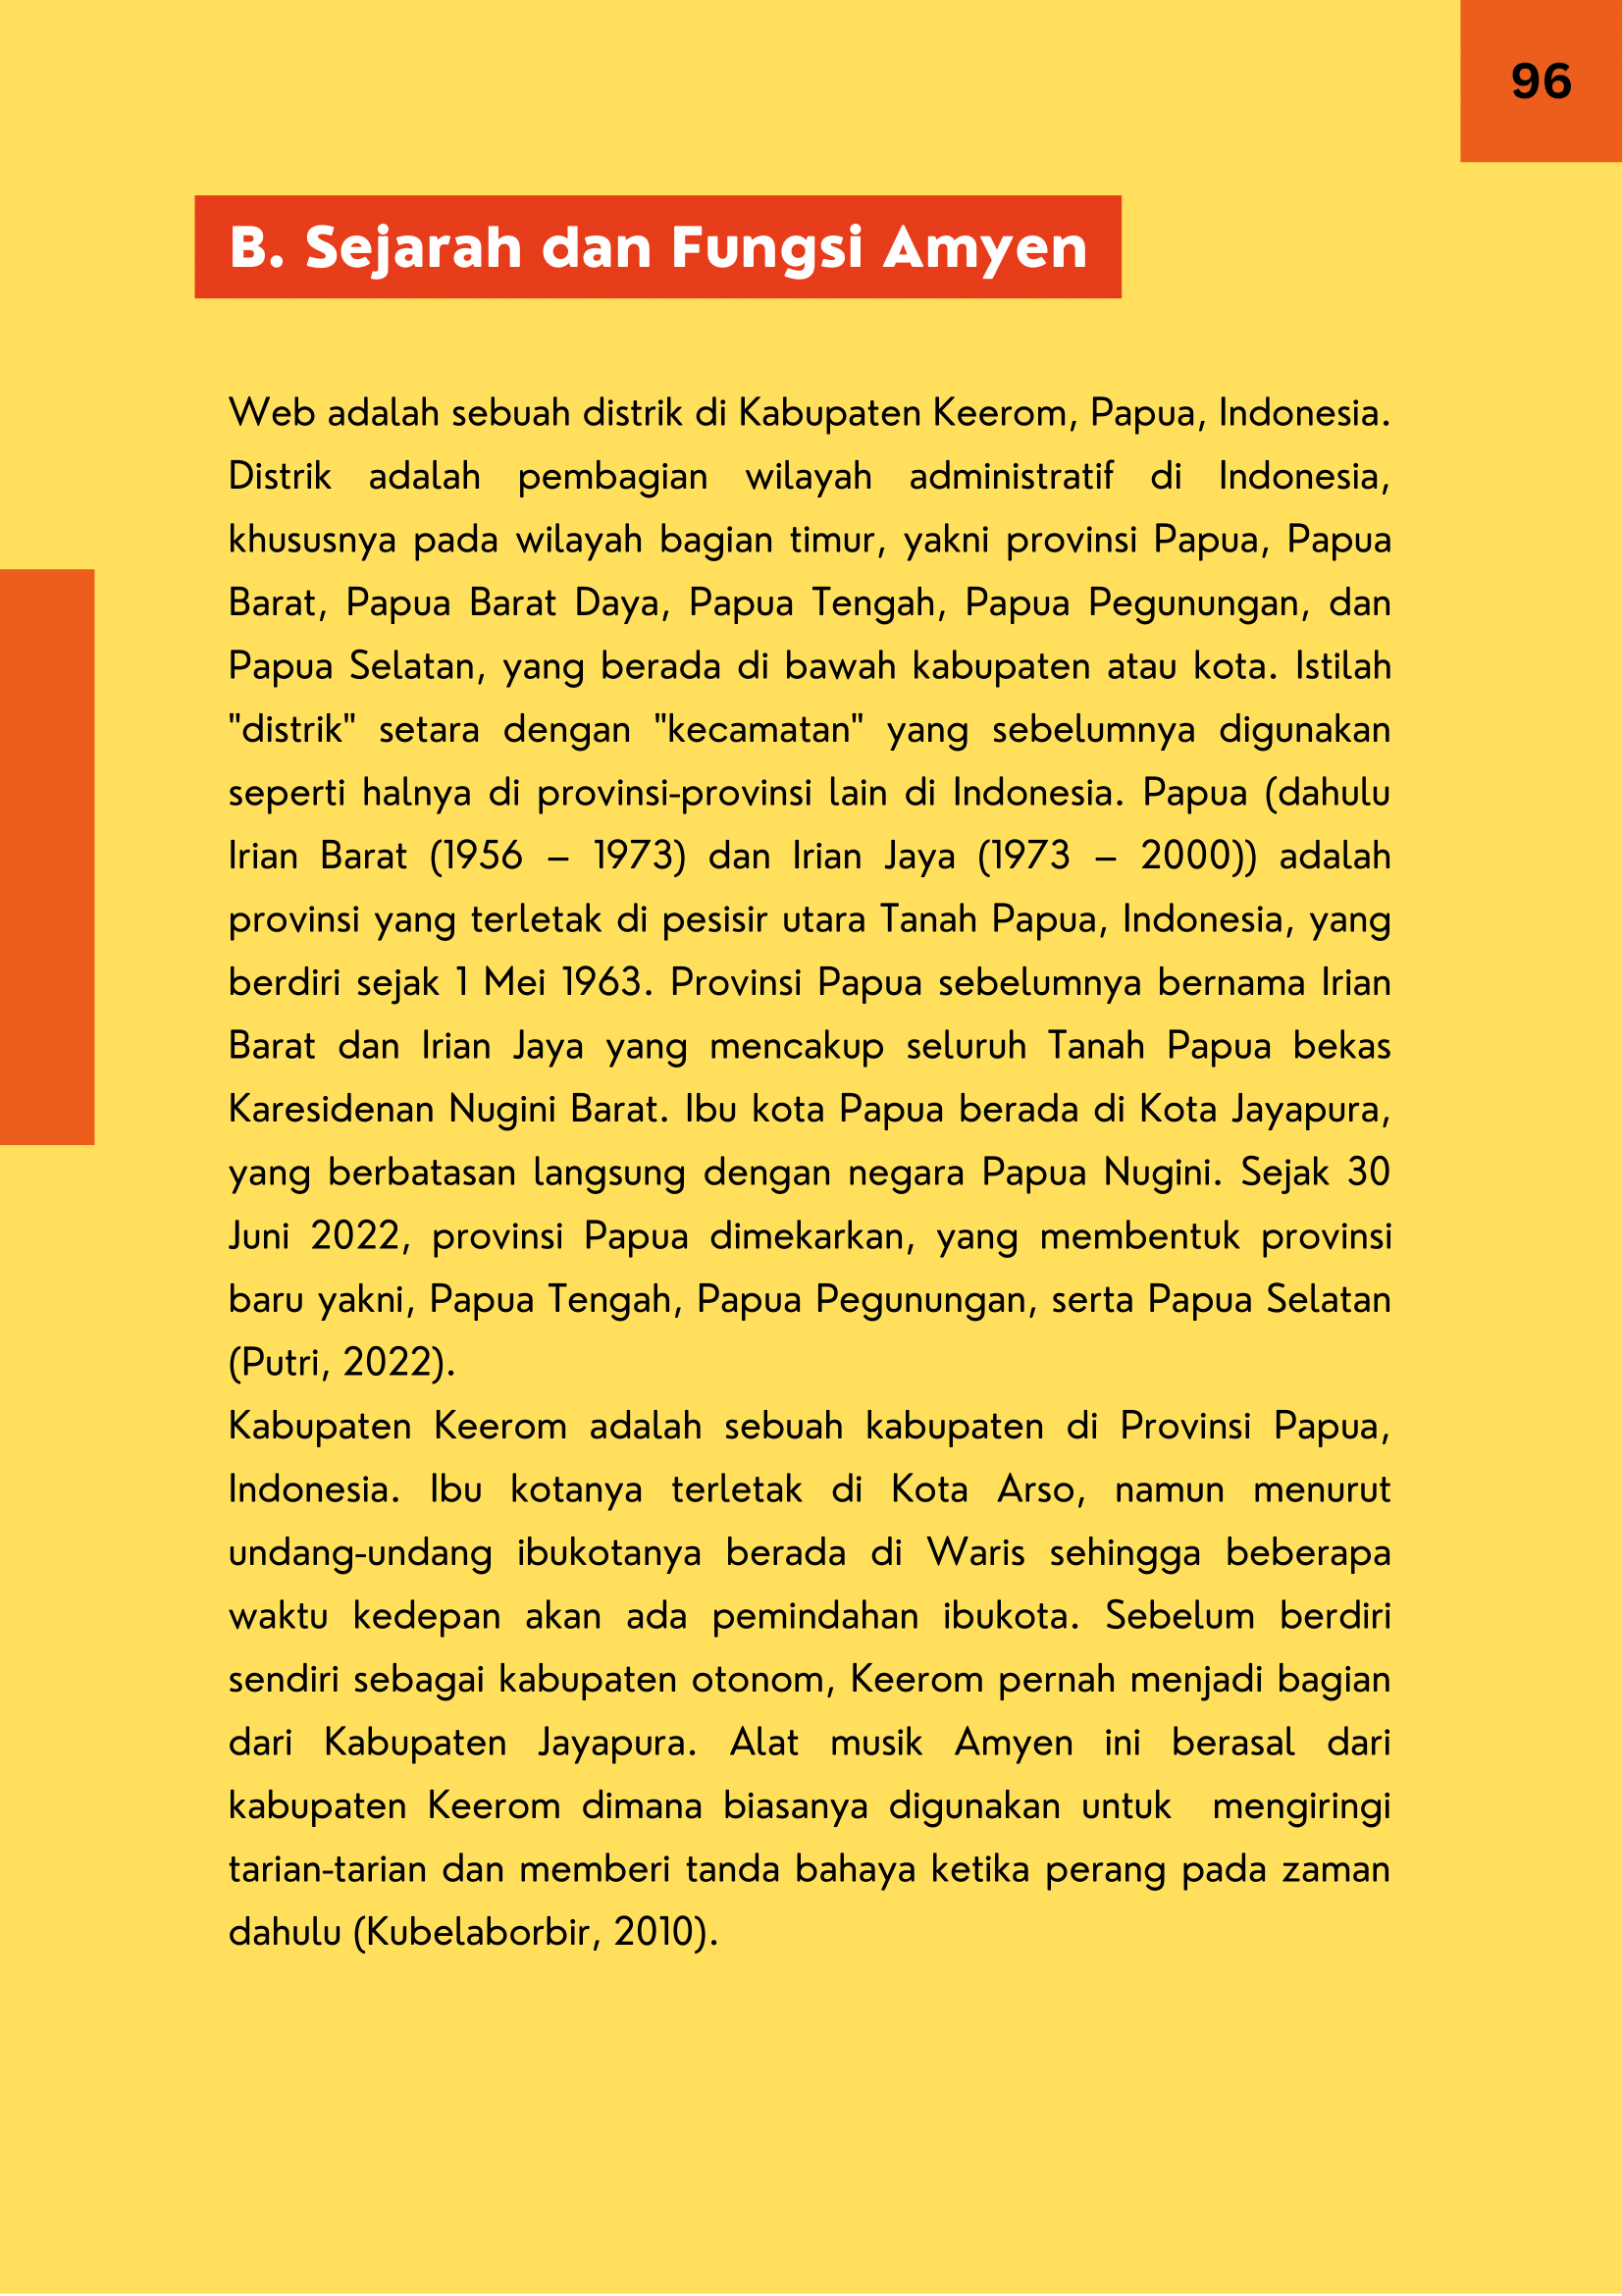 96
B. Sejarah dan Fungsi Amyen
Web adalah sebuah distrik di Kabupaten Keerom, Papua, Indonesia.
Distrik adalah pembagian wilayah administratif di Indonesia,
khususnya pada wilayah bagian timur, yakni provinsi Papua, Papua
Barat, Papua Barat Daya, Papua Tengah, Papua Pegunungan, dan
Papua Selatan, yang berada di bawah kabupaten atau kota. Istilah
"distrik" setara dengan "kecamatan" yang sebelumnya digunakan
seperti halnya di provinsi-provinsi lain di Indonesia. Papua (dahulu
Irian Barat (1956 – 1973) dan Irian Jaya (1973 – 2000)) adalah
provinsi yang terletak di pesisir utara Tanah Papua, Indonesia, yang
berdiri sejak 1 Mei 1963. Provinsi Papua sebelumnya bernama Irian
Barat dan Irian Jaya yang mencakup seluruh Tanah Papua bekas
Karesidenan Nugini Barat. Ibu kota Papua berada di Kota Jayapura,
yang berbatasan langsung dengan negara Papua Nugini. Sejak 30
Juni 2022, provinsi Papua dimekarkan, yang membentuk provinsi
baru yakni, Papua Tengah, Papua Pegunungan, serta Papua Selatan
(Putri, 2022).
Kabupaten Keerom adalah sebuah kabupaten di Provinsi Papua,
Indonesia. Ibu kotanya terletak di Kota Arso, namun menurut
undang-undang ibukotanya berada di Waris sehingga beberapa
waktu kedepan akan ada pemindahan ibukota. Sebelum berdiri
sendiri sebagai kabupaten otonom, Keerom pernah menjadi bagian
dari Kabupaten Jayapura. Alat musik Amyen ini berasal dari
kabupaten Keerom dimana biasanya digunakan untuk mengiringi
tarian-tarian dan memberi tanda bahaya ketika perang pada zaman
dahulu (Kubelaborbir, 2010).